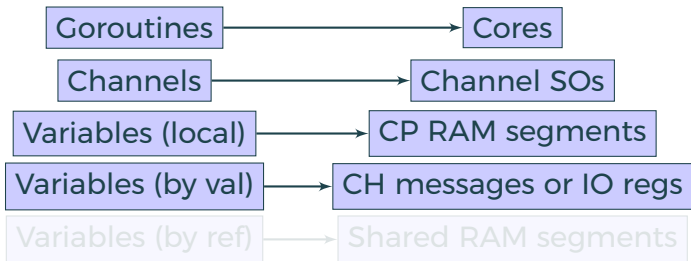 Goroutines Cores
Channels Channel SOs
Variables (local) CP RAM segments
Variables (by val) CH messages or IO regs
Variables (by ref) Shared RAM segments